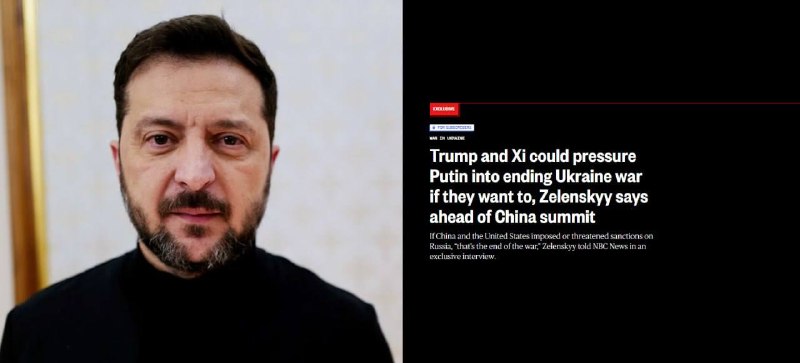 EXCLUSIVE
FOR SUBSCRIBERS
WAR IN UKRAINE
Trump and Xi could pressure
Putin into ending Ukraine war
if they want to, Zelenskyy says
ahead of China summit
If China and the United States imposed or threatened sanctions on
Russia, “that’s the end of the war,” Zelenskyy told NBC News in an
exclusive interview.